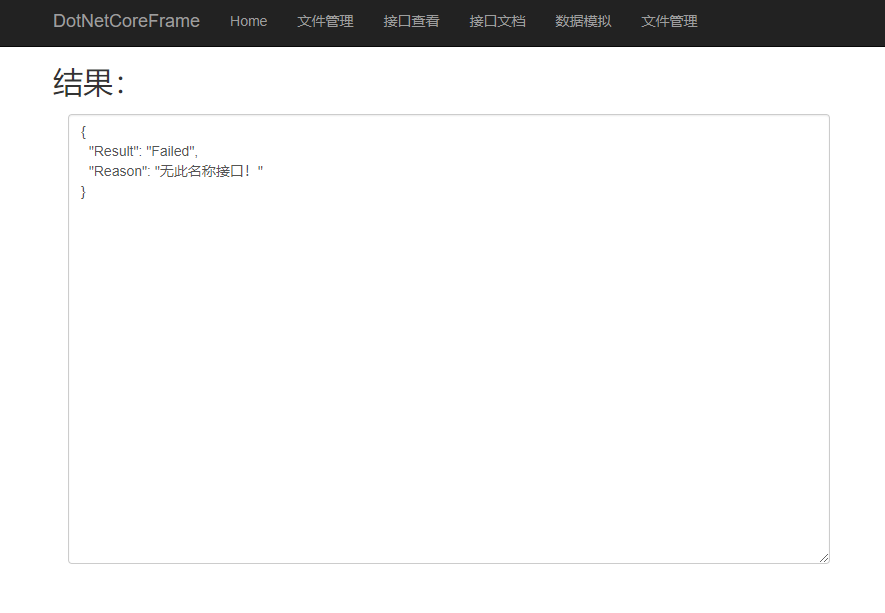 DotNetCoreFrame Home 文件管理 接口查看 接口文档 数据模拟 文件管理
结果：
{
  "Result": "Failed",
  "Reason": "无此名称接口！"
}